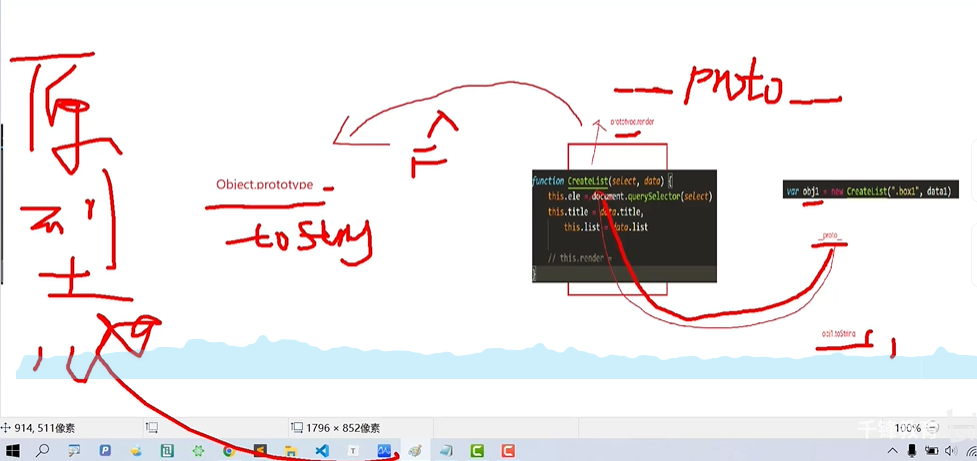 原型
__proto__
prototype.render
Object.prototype
toString
function CreateList(select, data) {
this.ele = document.querySelector(select)
this.title = data.title,
this.list = data.list
// this.render =
}
var obj1 = new CreateList(".box1", data1)
__proto__
obj1.toString
914, 511像素
1796 × 852像素
100%